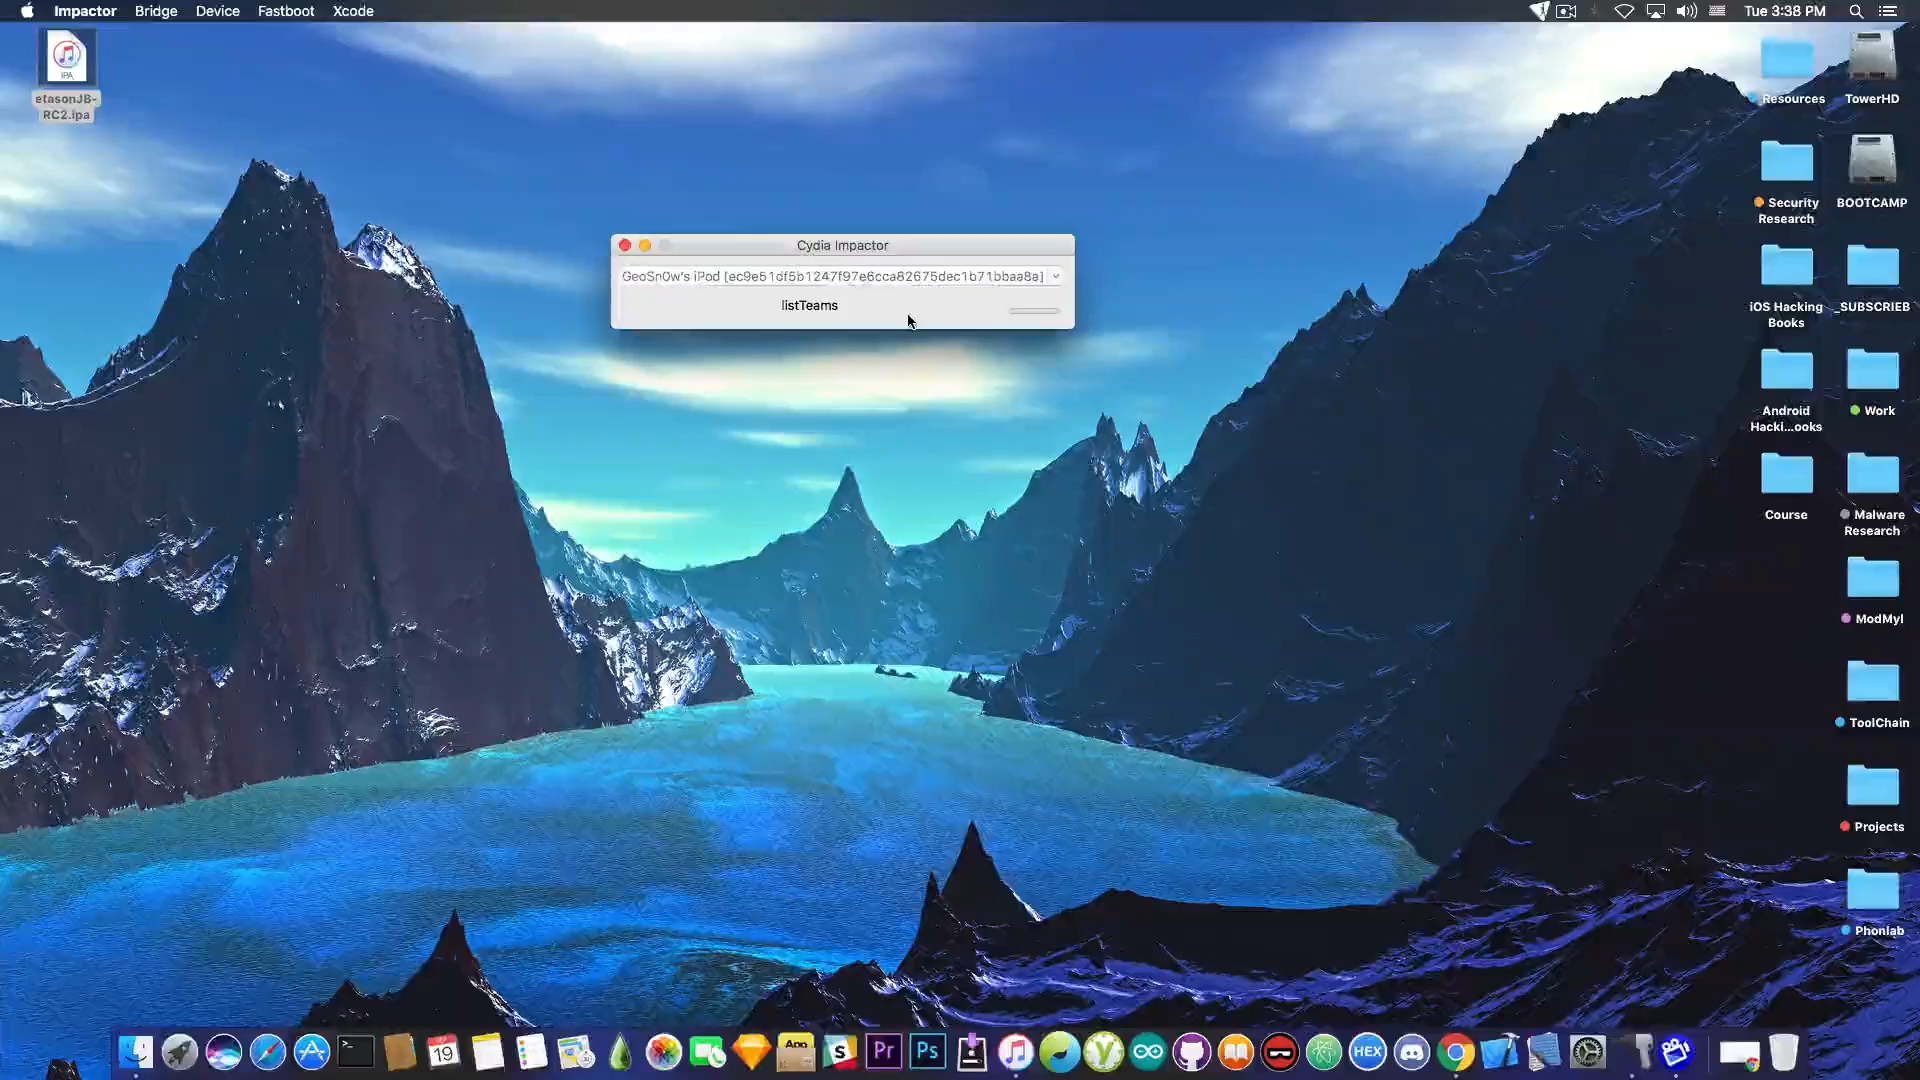 Impactor Bridge Device Fastboot Xcode
Tue 3:38 PM
IPA
etasonJB-
RC2.ipa
Cydia Impactor
GeoSn0w's iPod [ec9e51df5b1247f97e6cca82675dec1b71bbaa8a]
listTeams
Resources
TowerHD
Security
Research
BOOTCAMP
iOS Hacking
Books
_SUBSCRIEB
Android
Hacki...ooks
Work
Course
Malware
Research
ModMyI
ToolChain
Projects
Phonlab
19
App
S
Pr
Ps
HEX